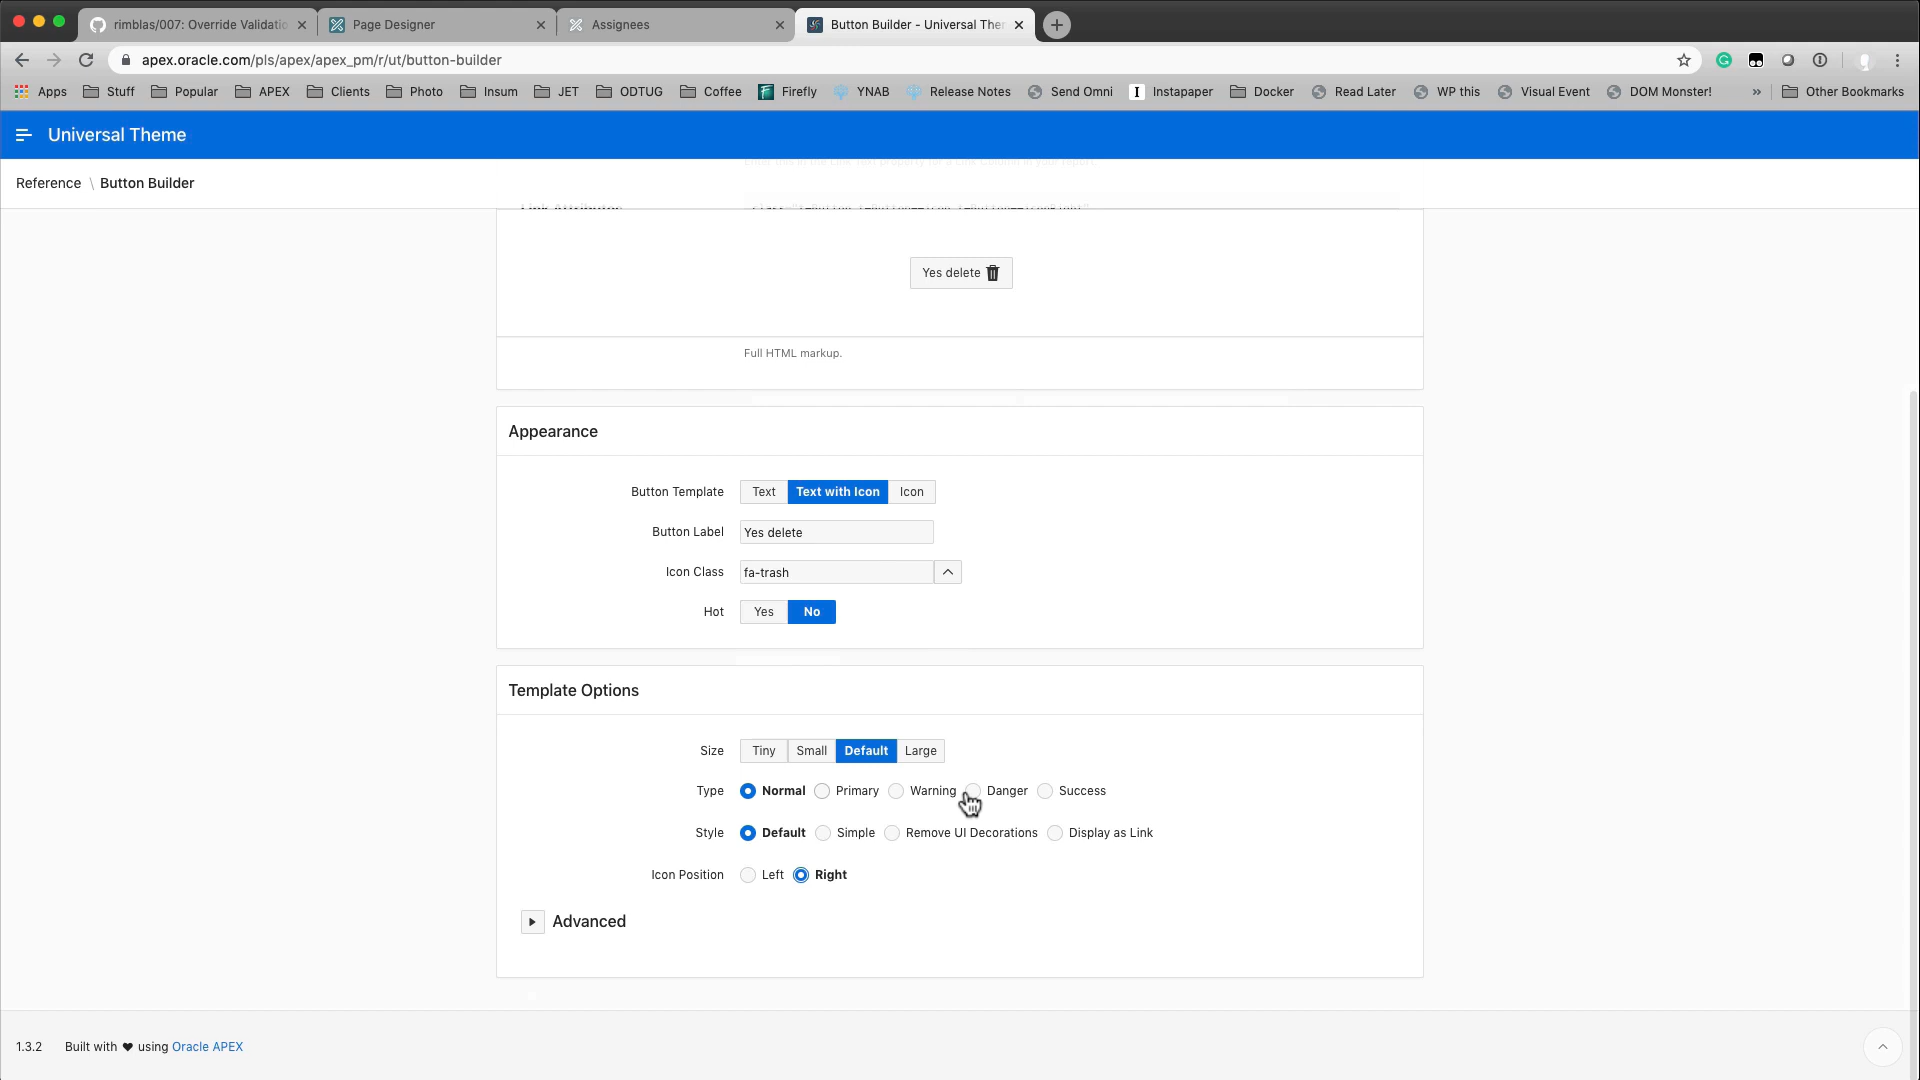 rimblas/007: Override Validatio
Page Designer
Assignees
Button Builder - Universal Ther
apex.oracle.com/pls/apex/apex_pm/r/ut/button-builder
Apps Stuff Popular APEX Clients Photo Insum JET ODTUG Coffee Firefly YNAB Release Notes Send Omni Instapaper Docker Read Later WP this Visual Event DOM Monster! » Other Bookmarks
Universal Theme
Reference \ Button Builder
Yes delete
Full HTML markup.
Appearance
Button Template Text Text with Icon Icon
Button Label Yes delete
Icon Class fa-trash
Hot Yes No
Template Options
Size Tiny Small Default Large
Type Normal Primary Warning Danger Success
Style Default Simple Remove UI Decorations Display as Link
Icon Position Left Right
Advanced
1.3.2 Built with ♥ using Oracle APEX